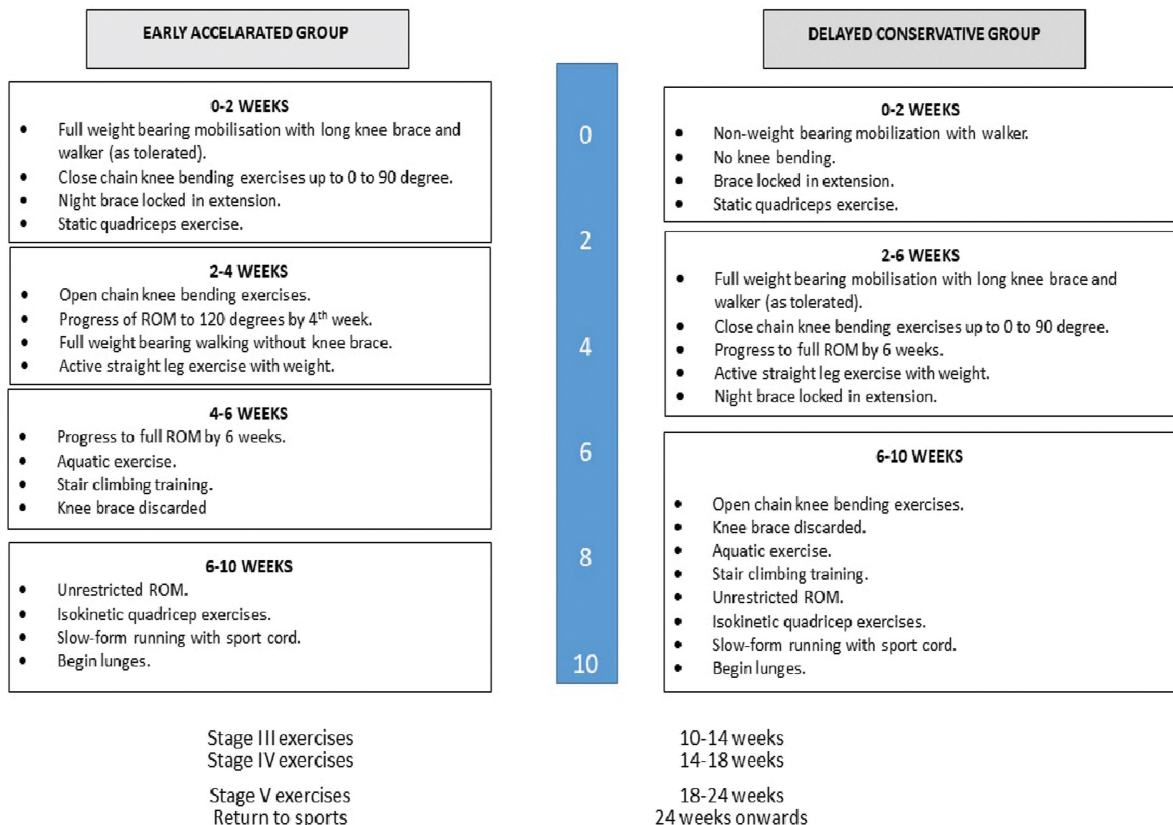 EARLY ACCELARATED GROUP
0-2 WEEKS
• Full weight bearing mobilisation with long knee brace and
walker (as tolerated).
• Close chain knee bending exercises up to 0 to 90 degree.
• Night brace locked in extension.
• Static quadriceps exercise.
2-4 WEEKS
• Open chain knee bending exercises.
• Progress of ROM to 120 degrees by 4th week.
• Full weight bearing walking without knee brace.
• Active straight leg exercise with weight.
4-6 WEEKS
• Progress to full ROM by 6 weeks.
• Aquatic exercise.
• Stair climbing training.
• Knee brace discarded
6-10 WEEKS
• Unrestricted ROM.
• Isokinetic quadricep exercises.
• Slow-form running with sport cord.
• Begin lunges.
0
2
4
6
8
10
DELAYED CONSERVATIVE GROUP
0-2 WEEKS
• Non-weight bearing mobilization with walker.
• No knee bending.
• Brace locked in extension.
• Static quadriceps exercise.
2-6 WEEKS
• Full weight bearing mobilisation with long knee brace and
walker (as tolerated).
• Close chain knee bending exercises up to 0 to 90 degree.
• Progress to full ROM by 6 weeks.
• Active straight leg exercise with weight.
• Night brace locked in extension.
6-10 WEEKS
• Open chain knee bending exercises.
• Knee brace discarded.
• Aquatic exercise.
• Stair climbing training.
• Unrestricted ROM.
• Isokinetic quadricep exercises.
• Slow-form running with sport cord.
• Begin lunges.
Stage III exercises 10-14 weeks
Stage IV exercises 14-18 weeks
Stage V exercises 18-24 weeks
Return to sports 24 weeks onwards